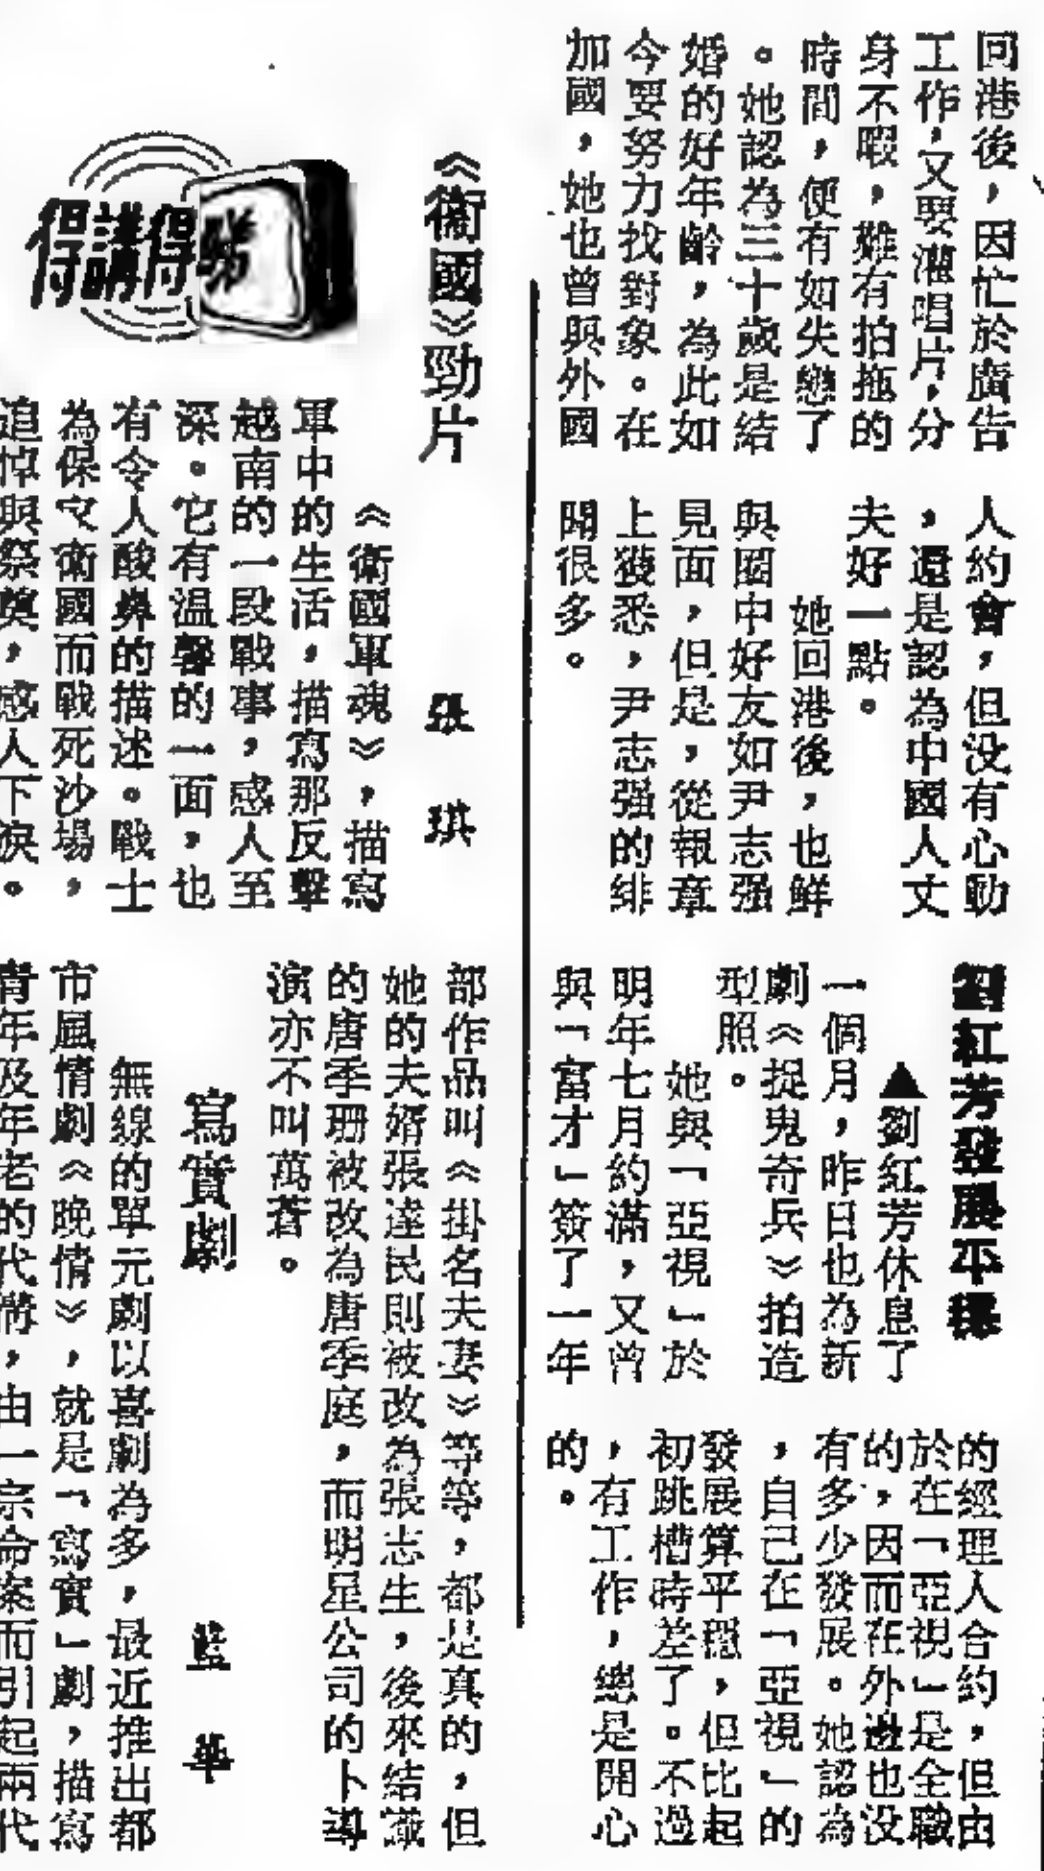 回港後，因忙於廣告
工作，又要灌唱片，分
身不暇，難有拍拖的
時間，便有如失戀了
。她認為三十歲是結
婚的好年齡，為此如
今要努力找對象。在
加國，她也曾與外國
人約會，但没有心動
，還是認為中國人丈
夫好一點。
她回港後，也鮮
與圈中好友如尹志强
見面，但是，從報章
上獲悉，尹志强的緋
聞很多。
劉紅芳發展平穩
▲劉紅芳休息了
一個月，昨日也為新
劇《捉鬼奇兵》拍造
型照。
她與「亞視」於
明年七月約滿，又曾
與「富才」簽了一年
的經理人合約，但由
於在「亞視」是全職
的，因而在外邊也没
有多少發展。她認為
，自己在「亞視」的
發展算平穩，但比起
初跳槽時差了。不過
，有工作，總是開心
的。
得講得睇
《衞國》勁片
張琪
《衞國軍魂》，描寫
軍中的生活，描寫那反擊
越南的一段戰事，感人至
深。它有溫馨的一面，也
有令人酸鼻的描述。戰士
為保文衞國而戰死沙場，
追悼與祭奠，感人下淚。
部作品叫《掛名夫妻》等等，都是真的，但
她的夫婿張達民則被改為張志生，後來結識
的唐季珊被改為唐季庭，而明星公司的卜導
演亦不叫萬蒼。
寫實劇
藍華
無線的單元劇以喜劇為多，最近推出都
市風情劇《晚情》，就是「寫實」劇，描寫
青年及年老的代溝，由一宗命案而引起兩代